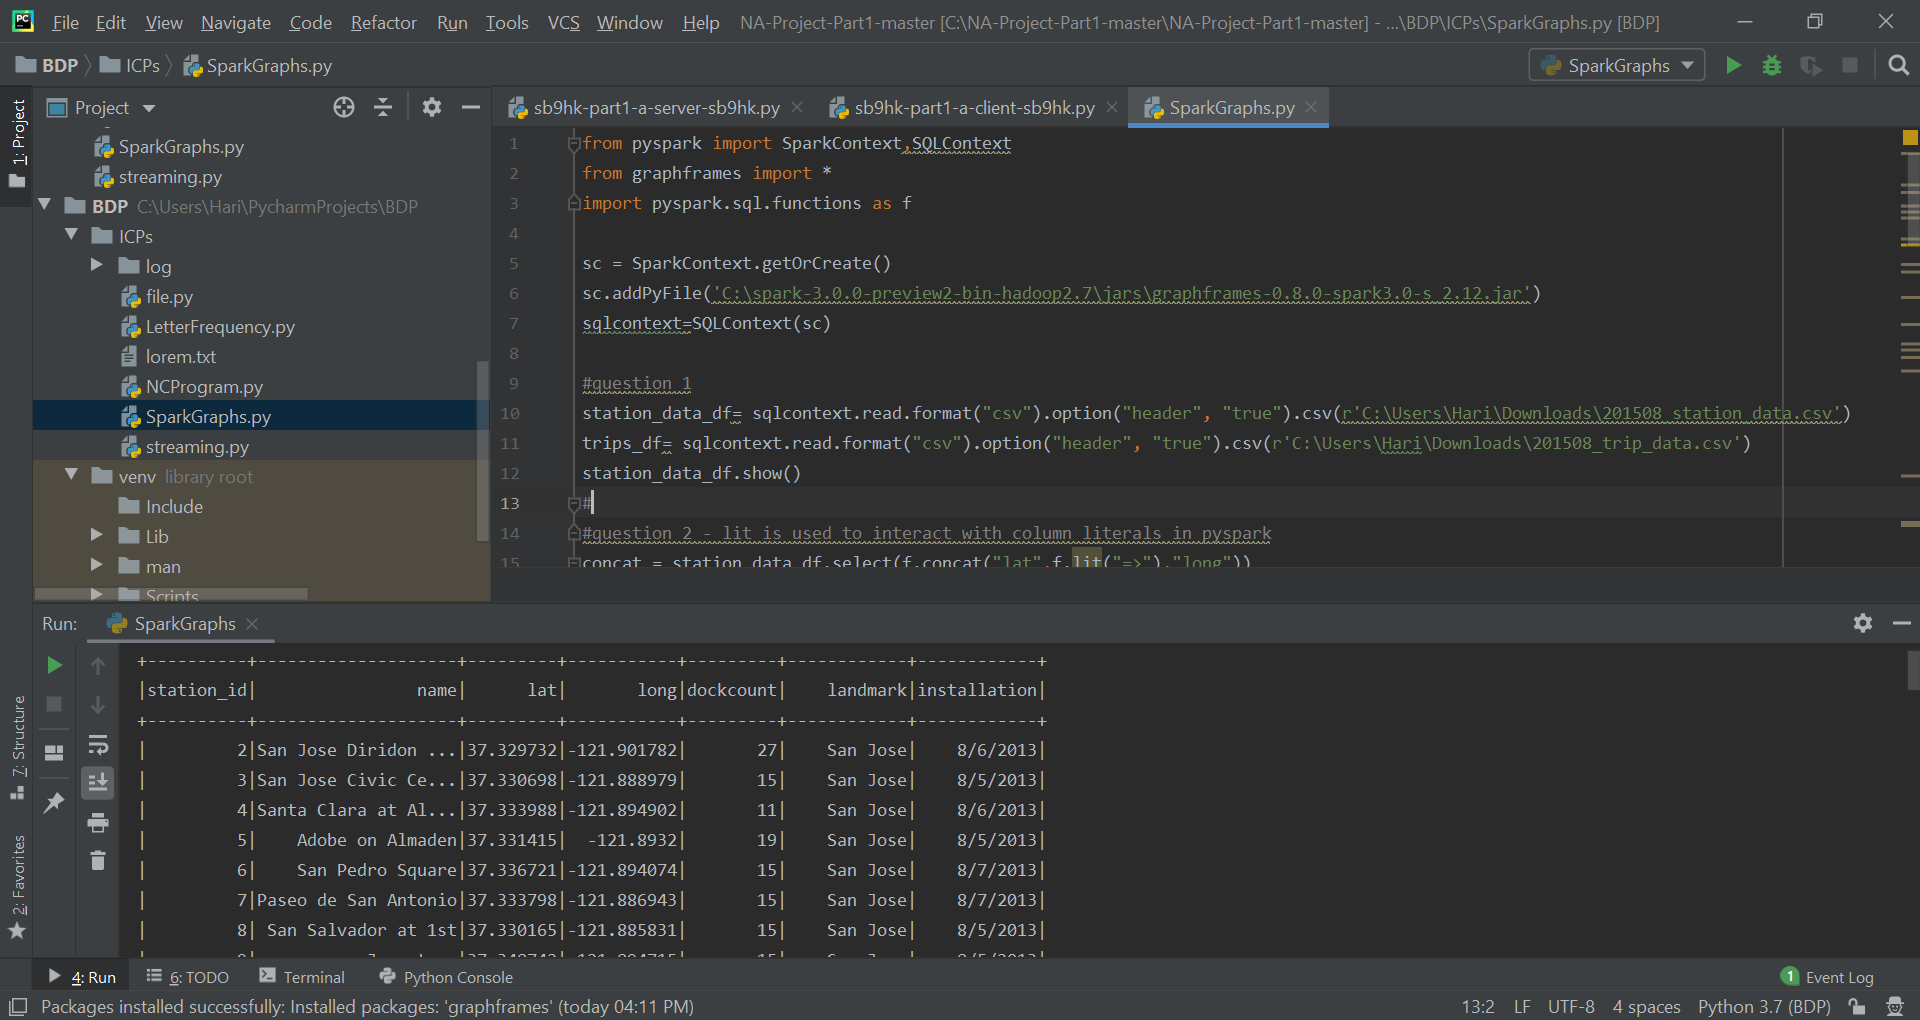 File Edit View Navigate Code Refactor Run Tools VCS Window Help NA-Project-Part1-master [C:\NA-Project-Part1-master\NA-Project-Part1-master] - ...\BDP\ICPs\SparkGraphs.py [BDP]
BDP ICPs SparkGraphs.py SparkGraphs
1: Project
7: Structure
2: Favorites
Project
SparkGraphs.py
streaming.py
BDP C:\Users\Hari\PycharmProjects\BDP
ICPs
log
file.py
LetterFrequency.py
lorem.txt
NCProgram.py
SparkGraphs.py
streaming.py
venv library root
Include
Lib
man
Scripts
sb9hk-part1-a-server-sb9hk.py sb9hk-part1-a-client-sb9hk.py SparkGraphs.py
1 from pyspark import SparkContext,SQLContext
2 from graphframes import *
3 import pyspark.sql.functions as f
4
5 sc = SparkContext.getOrCreate()
6 sc.addPyFile('C:\spark-3.0.0-preview2-bin-hadoop2.7\jars\graphframes-0.8.0-spark3.0-s_2.12.jar')
7 sqlcontext=SQLContext(sc)
8
9 #question 1
10 station_data_df= sqlcontext.read.format("csv").option("header", "true").csv(r'C:\Users\Hari\Downloads\201508_station_data.csv')
11 trips_df= sqlcontext.read.format("csv").option("header", "true").csv(r'C:\Users\Hari\Downloads\201508_trip_data.csv')
12 station_data_df.show()
13 #
14 #question 2 - lit is used to interact with column literals in pyspark
15 concat = station_data_df.select(f.concat("lat",f.lit("=>"),"long"))
Run: SparkGraphs
+----------+--------------------+---------+-----------+---------+------------+------------+
|station_id| name| lat| long|dockcount| landmark|installation|
+----------+--------------------+---------+-----------+---------+------------+------------+
| 2|San Jose Diridon ...|37.329732|-121.901782| 27| San Jose| 8/6/2013|
| 3|San Jose Civic Ce...|37.330698|-121.888979| 15| San Jose| 8/5/2013|
| 4|Santa Clara at Al...|37.333988|-121.894902| 11| San Jose| 8/6/2013|
| 5| Adobe on Almaden|37.331415| -121.8932| 19| San Jose| 8/5/2013|
| 6| San Pedro Square|37.336721|-121.894074| 15| San Jose| 8/7/2013|
| 7|Paseo de San Antonio|37.333798|-121.886943| 15| San Jose| 8/7/2013|
| 8| San Salvador at 1st|37.330165|-121.885831| 15| San Jose| 8/5/2013|
4: Run 6: TODO Terminal Python Console 1 Event Log
Packages installed successfully: Installed packages: 'graphframes' (today 04:11 PM) 13:2 LF UTF-8 4 spaces Python 3.7 (BDP)